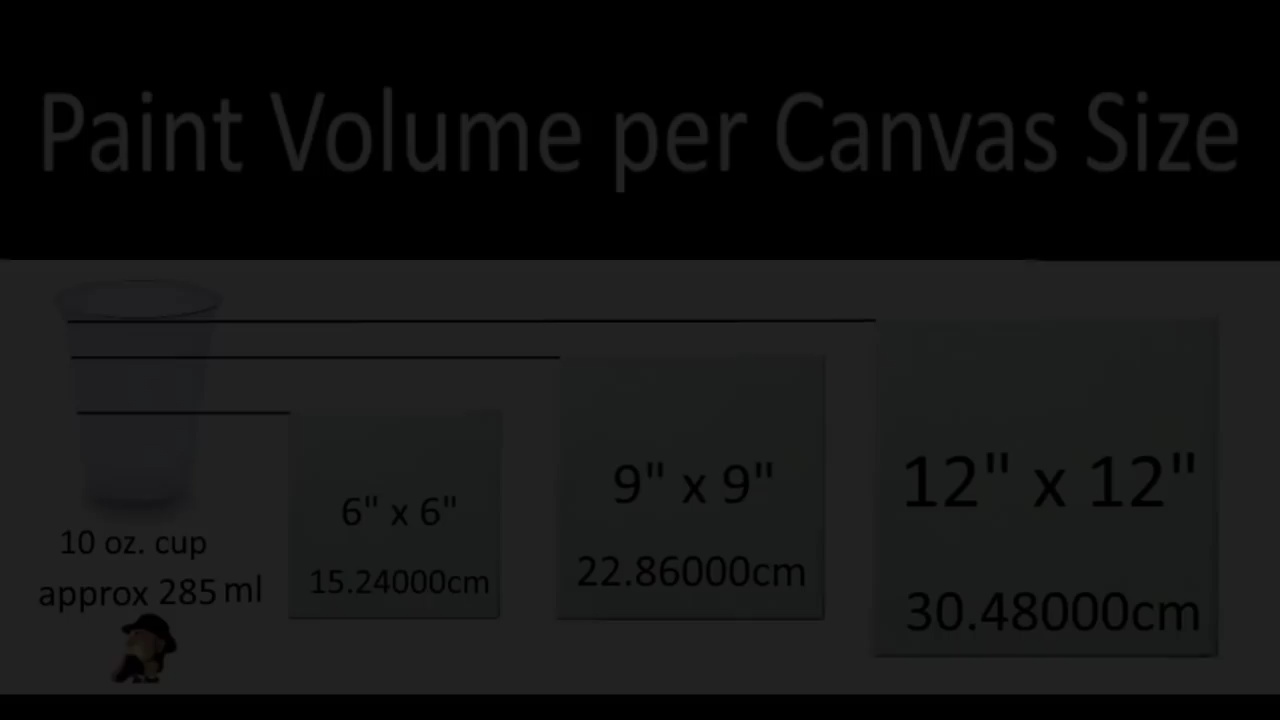 Paint Volume per Canvas Size
10 oz. cup
approx 285 ml
6" x 6"
15.24000cm
9" x 9"
22.86000cm
12" x 12"
30.48000cm